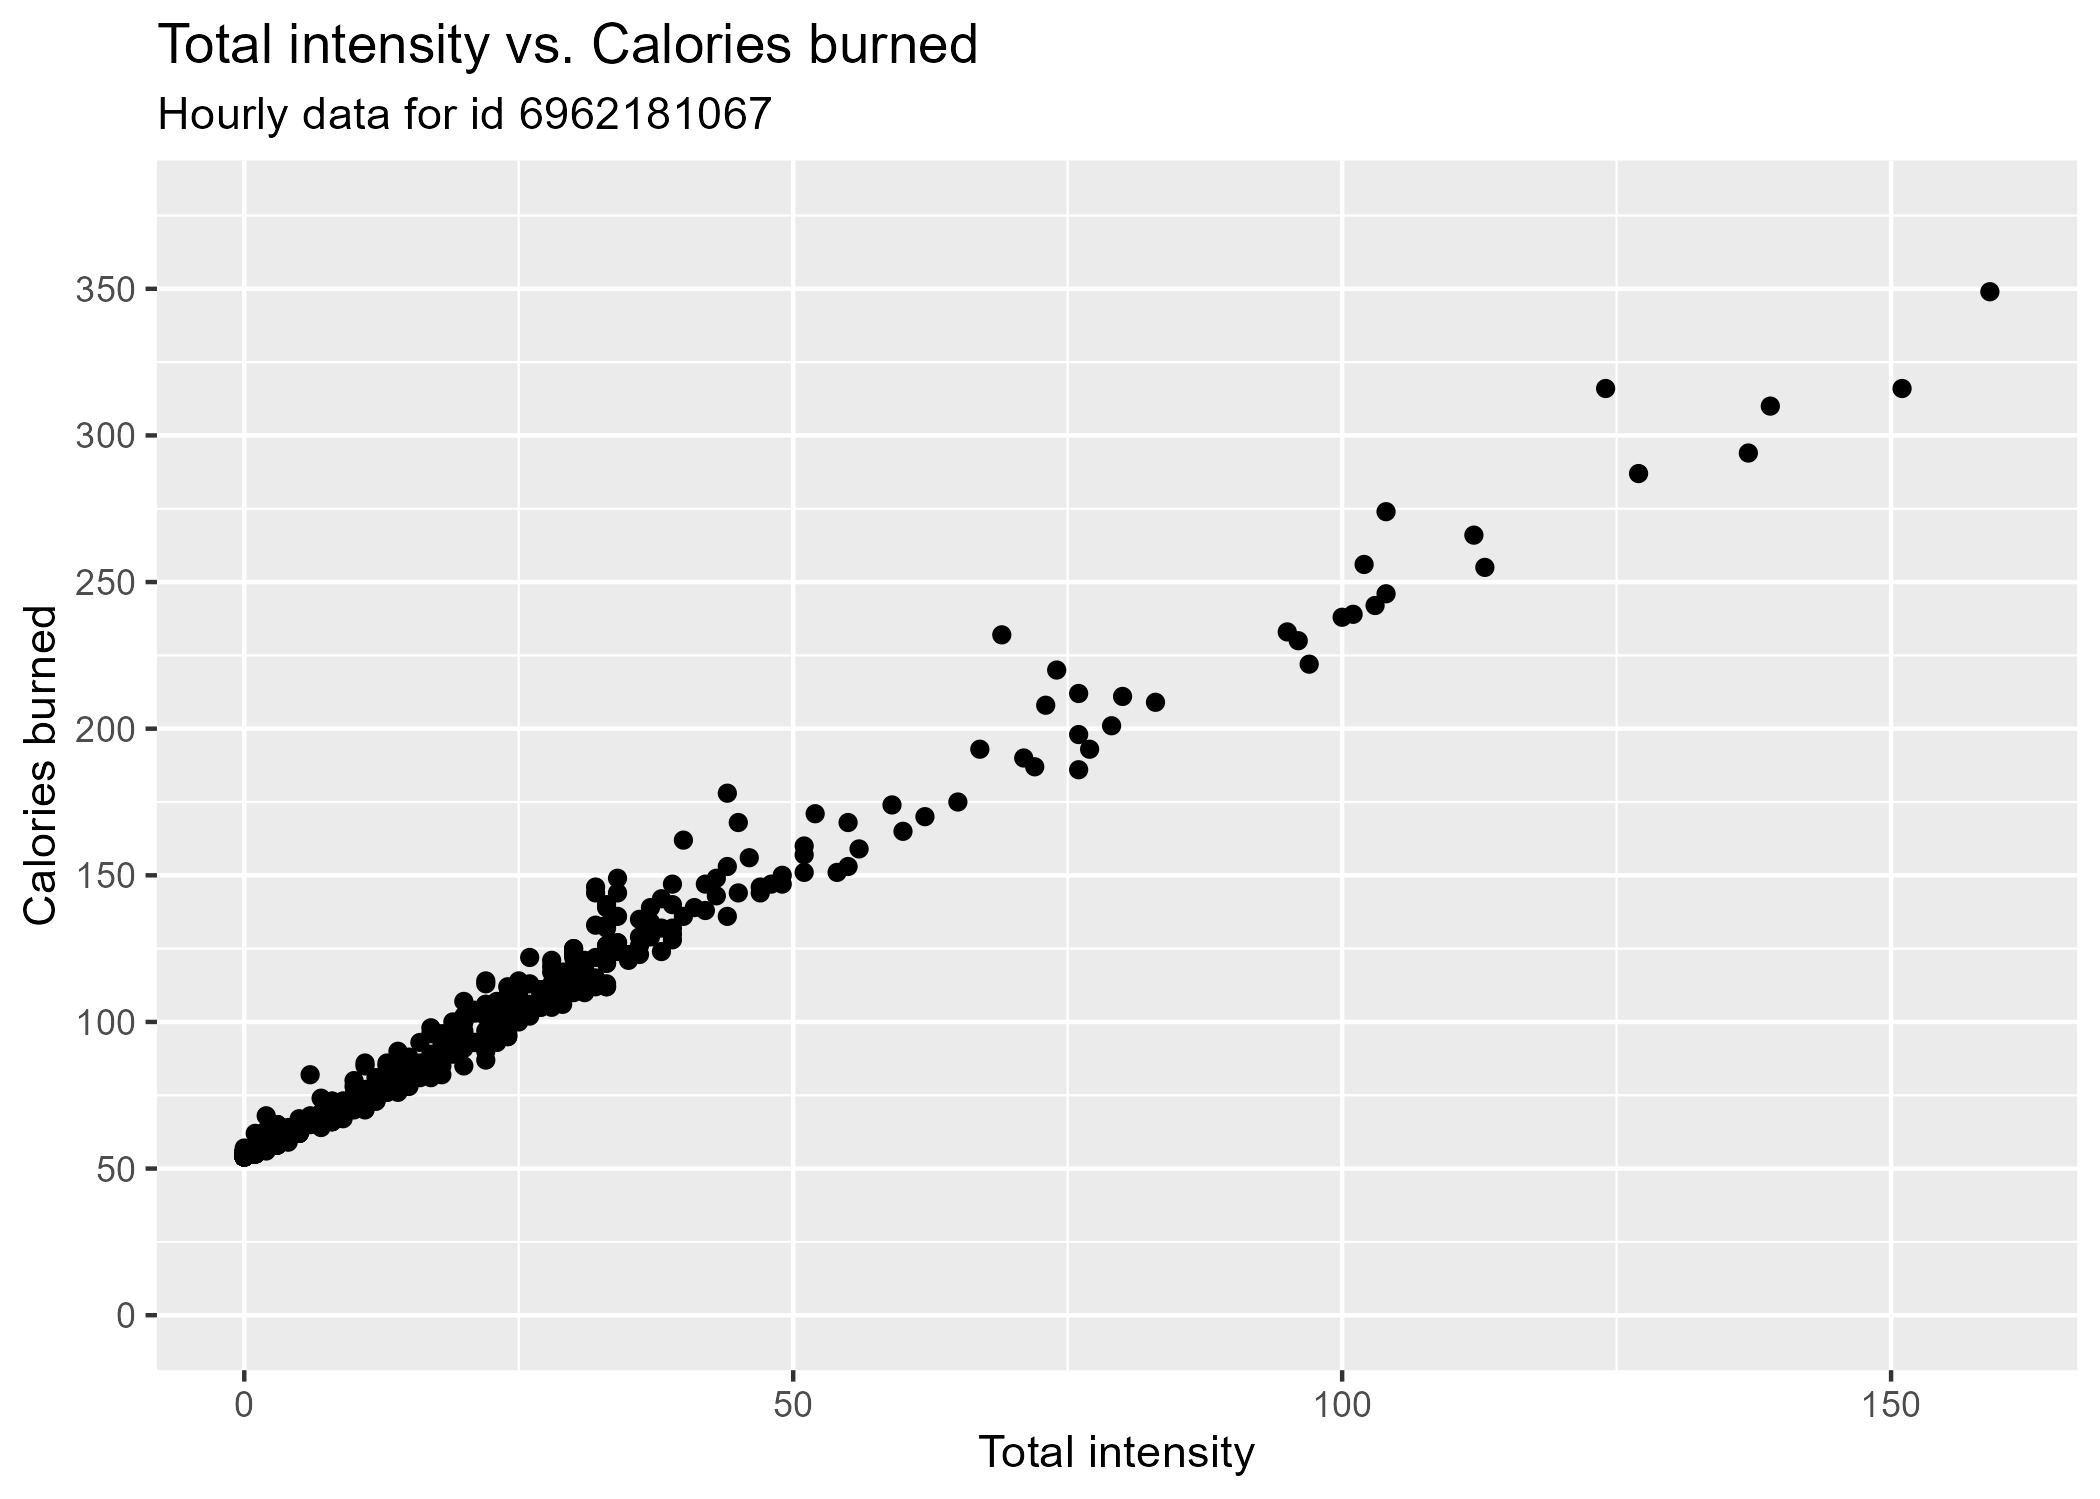 Total intensity vs. Calories burned
Hourly data for id 6962181067
Calories burned
350
300
250
200
150
100
50
0
0 50 100 150
Total intensity